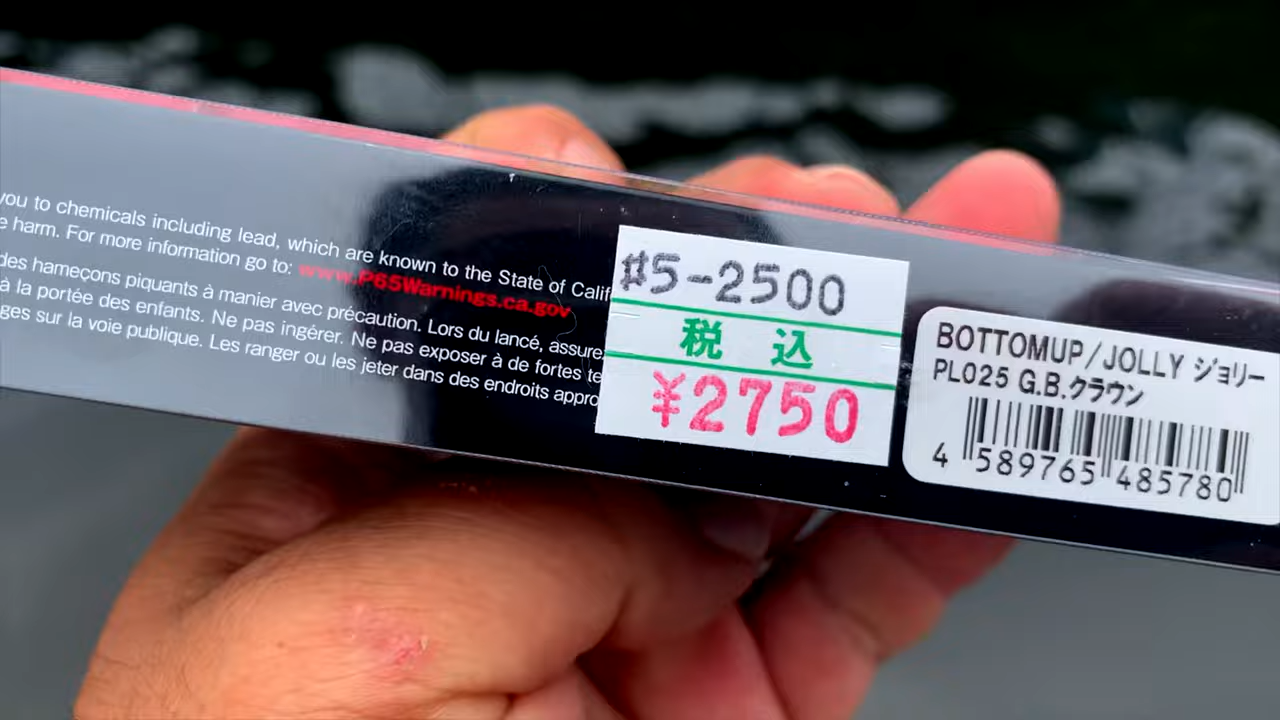 you to chemicals including lead, which are known to the State of Calif
e harm. For more information go to: www.P65Warnings.ca.gov
des hameçons piquants à manier avec précaution. Lors du lancé, assure
à la portée des enfants. Ne pas ingérer. Ne pas exposer à de fortes te
ges sur la voie publique. Les ranger ou les jeter dans des endroits appro
#5-2500
税 込
¥2750
BOTTOMUP/JOLLY ジョリー
PL025 G.B.クラウン
4 589765 485780